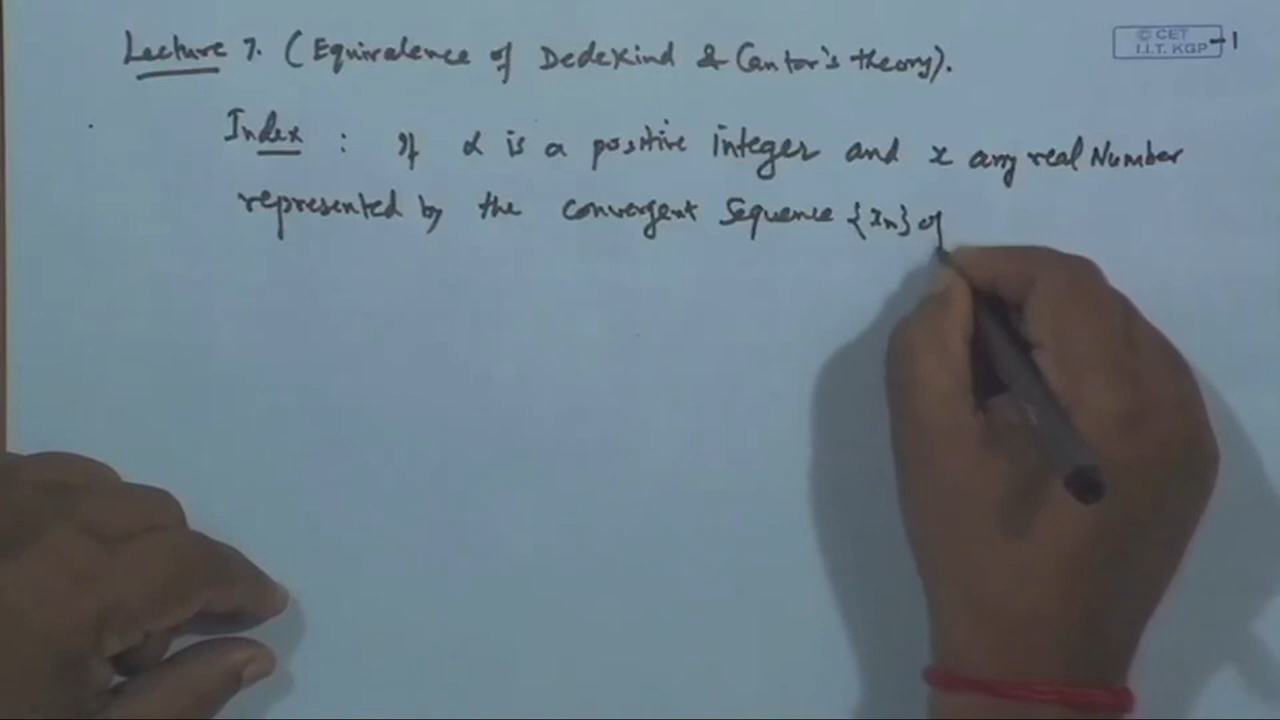 Lecture 7. (Equivalence of Dedekind & Cantor's theory).
© CET
I.I.T. KGP
-1
Index : If α is a positive integer and x any real Number
represented by the convergent Sequence {xn} of